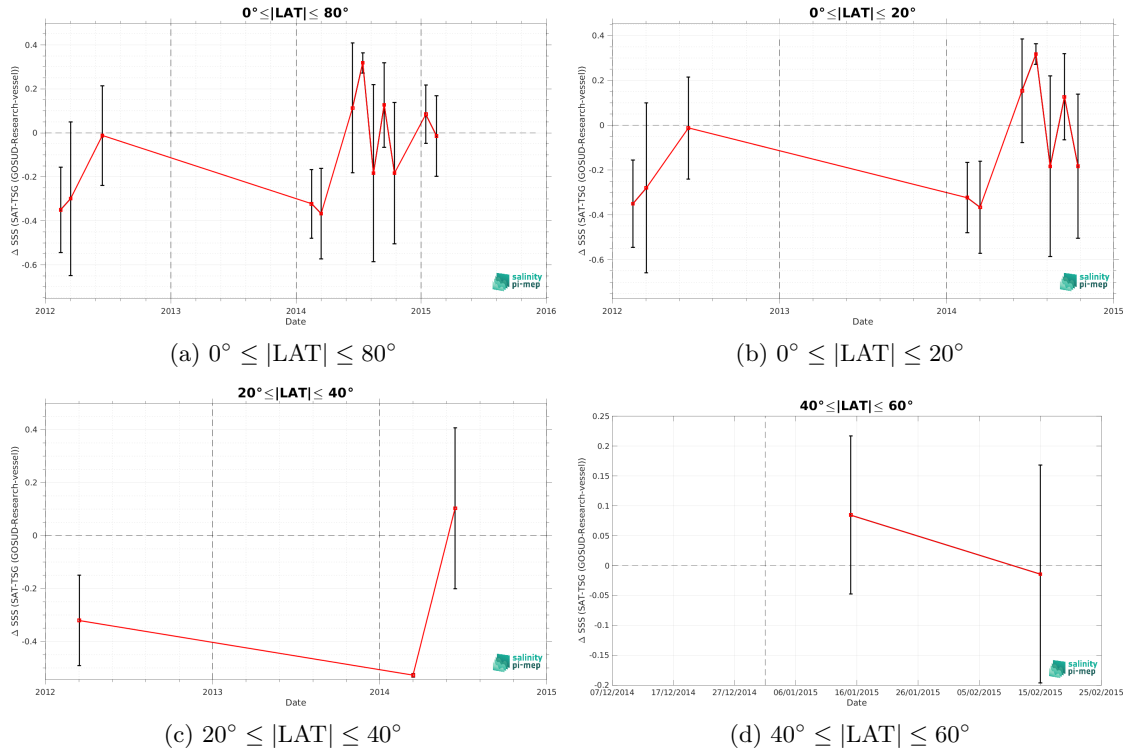 0°≤|LAT|≤ 80°
Δ SSS (SAT-TSG (GOSUD-Research-vessel))
0.4
0.2
0
-0.2
-0.4
-0.6
salinity
pi-mep
2012
2013
2014
2015
2016
Date
(a) 0° ≤ |LAT| ≤ 80°
0°≤|LAT|≤ 20°
Δ SSS (SAT-TSG (GOSUD-Research-vessel))
0.4
0.2
0
-0.2
-0.4
-0.6
salinity
pi-mep
2012
2013
2014
2015
Date
(b) 0° ≤ |LAT| ≤ 20°
20°≤|LAT|≤ 40°
Δ SSS (SAT-TSG (GOSUD-Research-vessel))
0.4
0.2
0
-0.2
-0.4
salinity
pi-mep
2012
2013
2014
2015
Date
(c) 20° ≤ |LAT| ≤ 40°
40°≤|LAT|≤ 60°
Δ SSS (SAT-TSG (GOSUD-Research-vessel))
0.25
0.2
0.15
0.1
0.05
0
-0.05
-0.1
-0.15
-0.2
salinity
pi-mep
07/12/2014
17/12/2014
27/12/2014
06/01/2015
16/01/2015
26/01/2015
05/02/2015
15/02/2015
25/02/2015
Date
(d) 40° ≤ |LAT| ≤ 60°